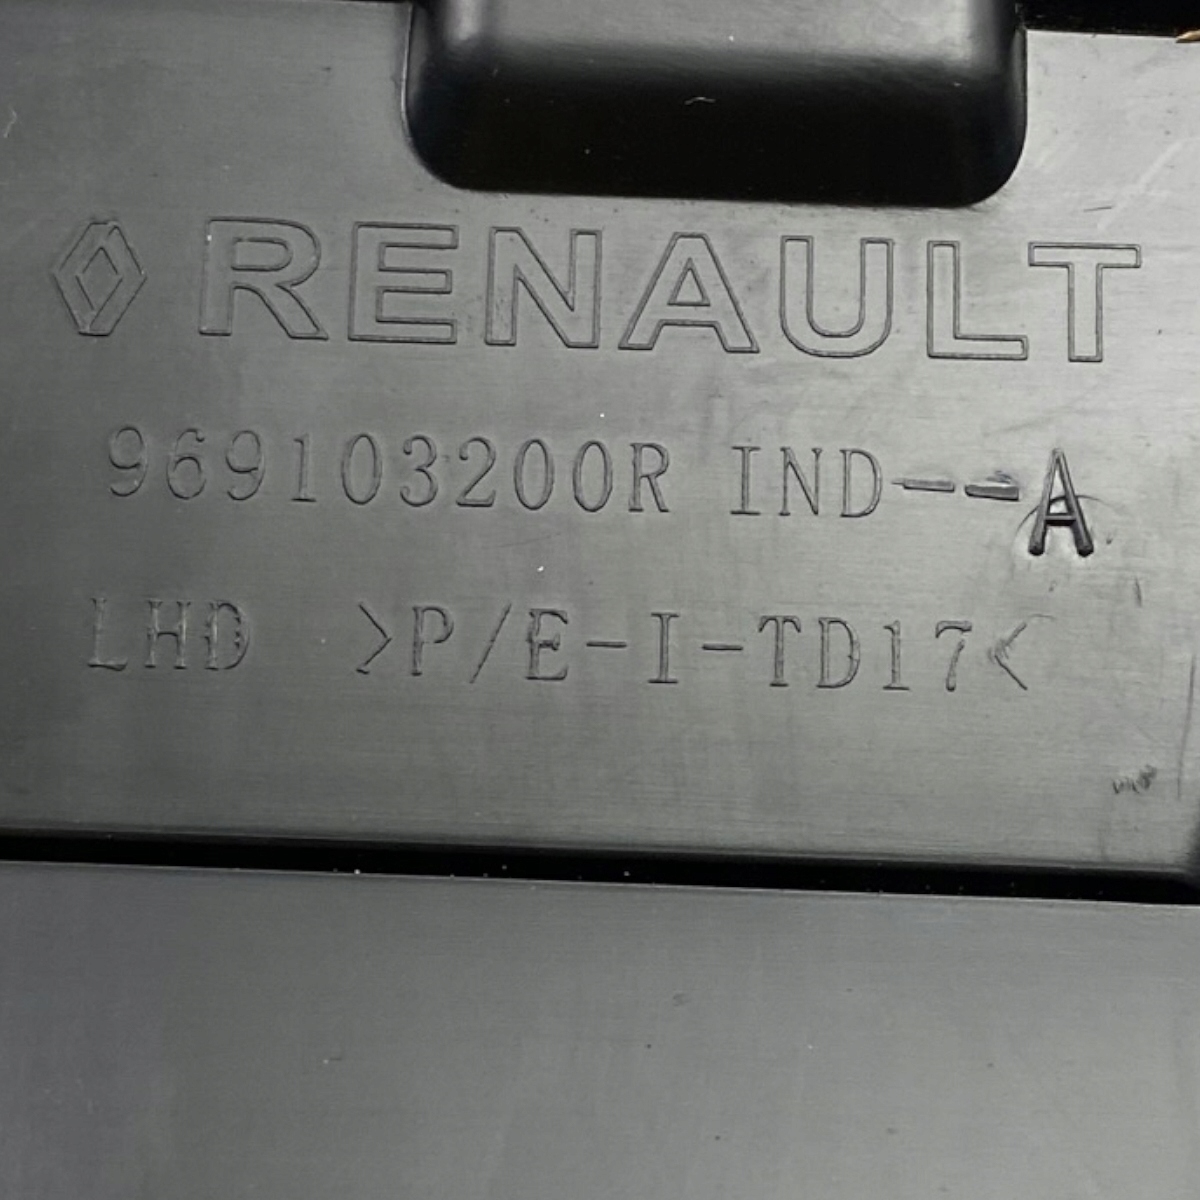 RENAULT
969103200R IND--A
LHD >P/E-I-TD17<